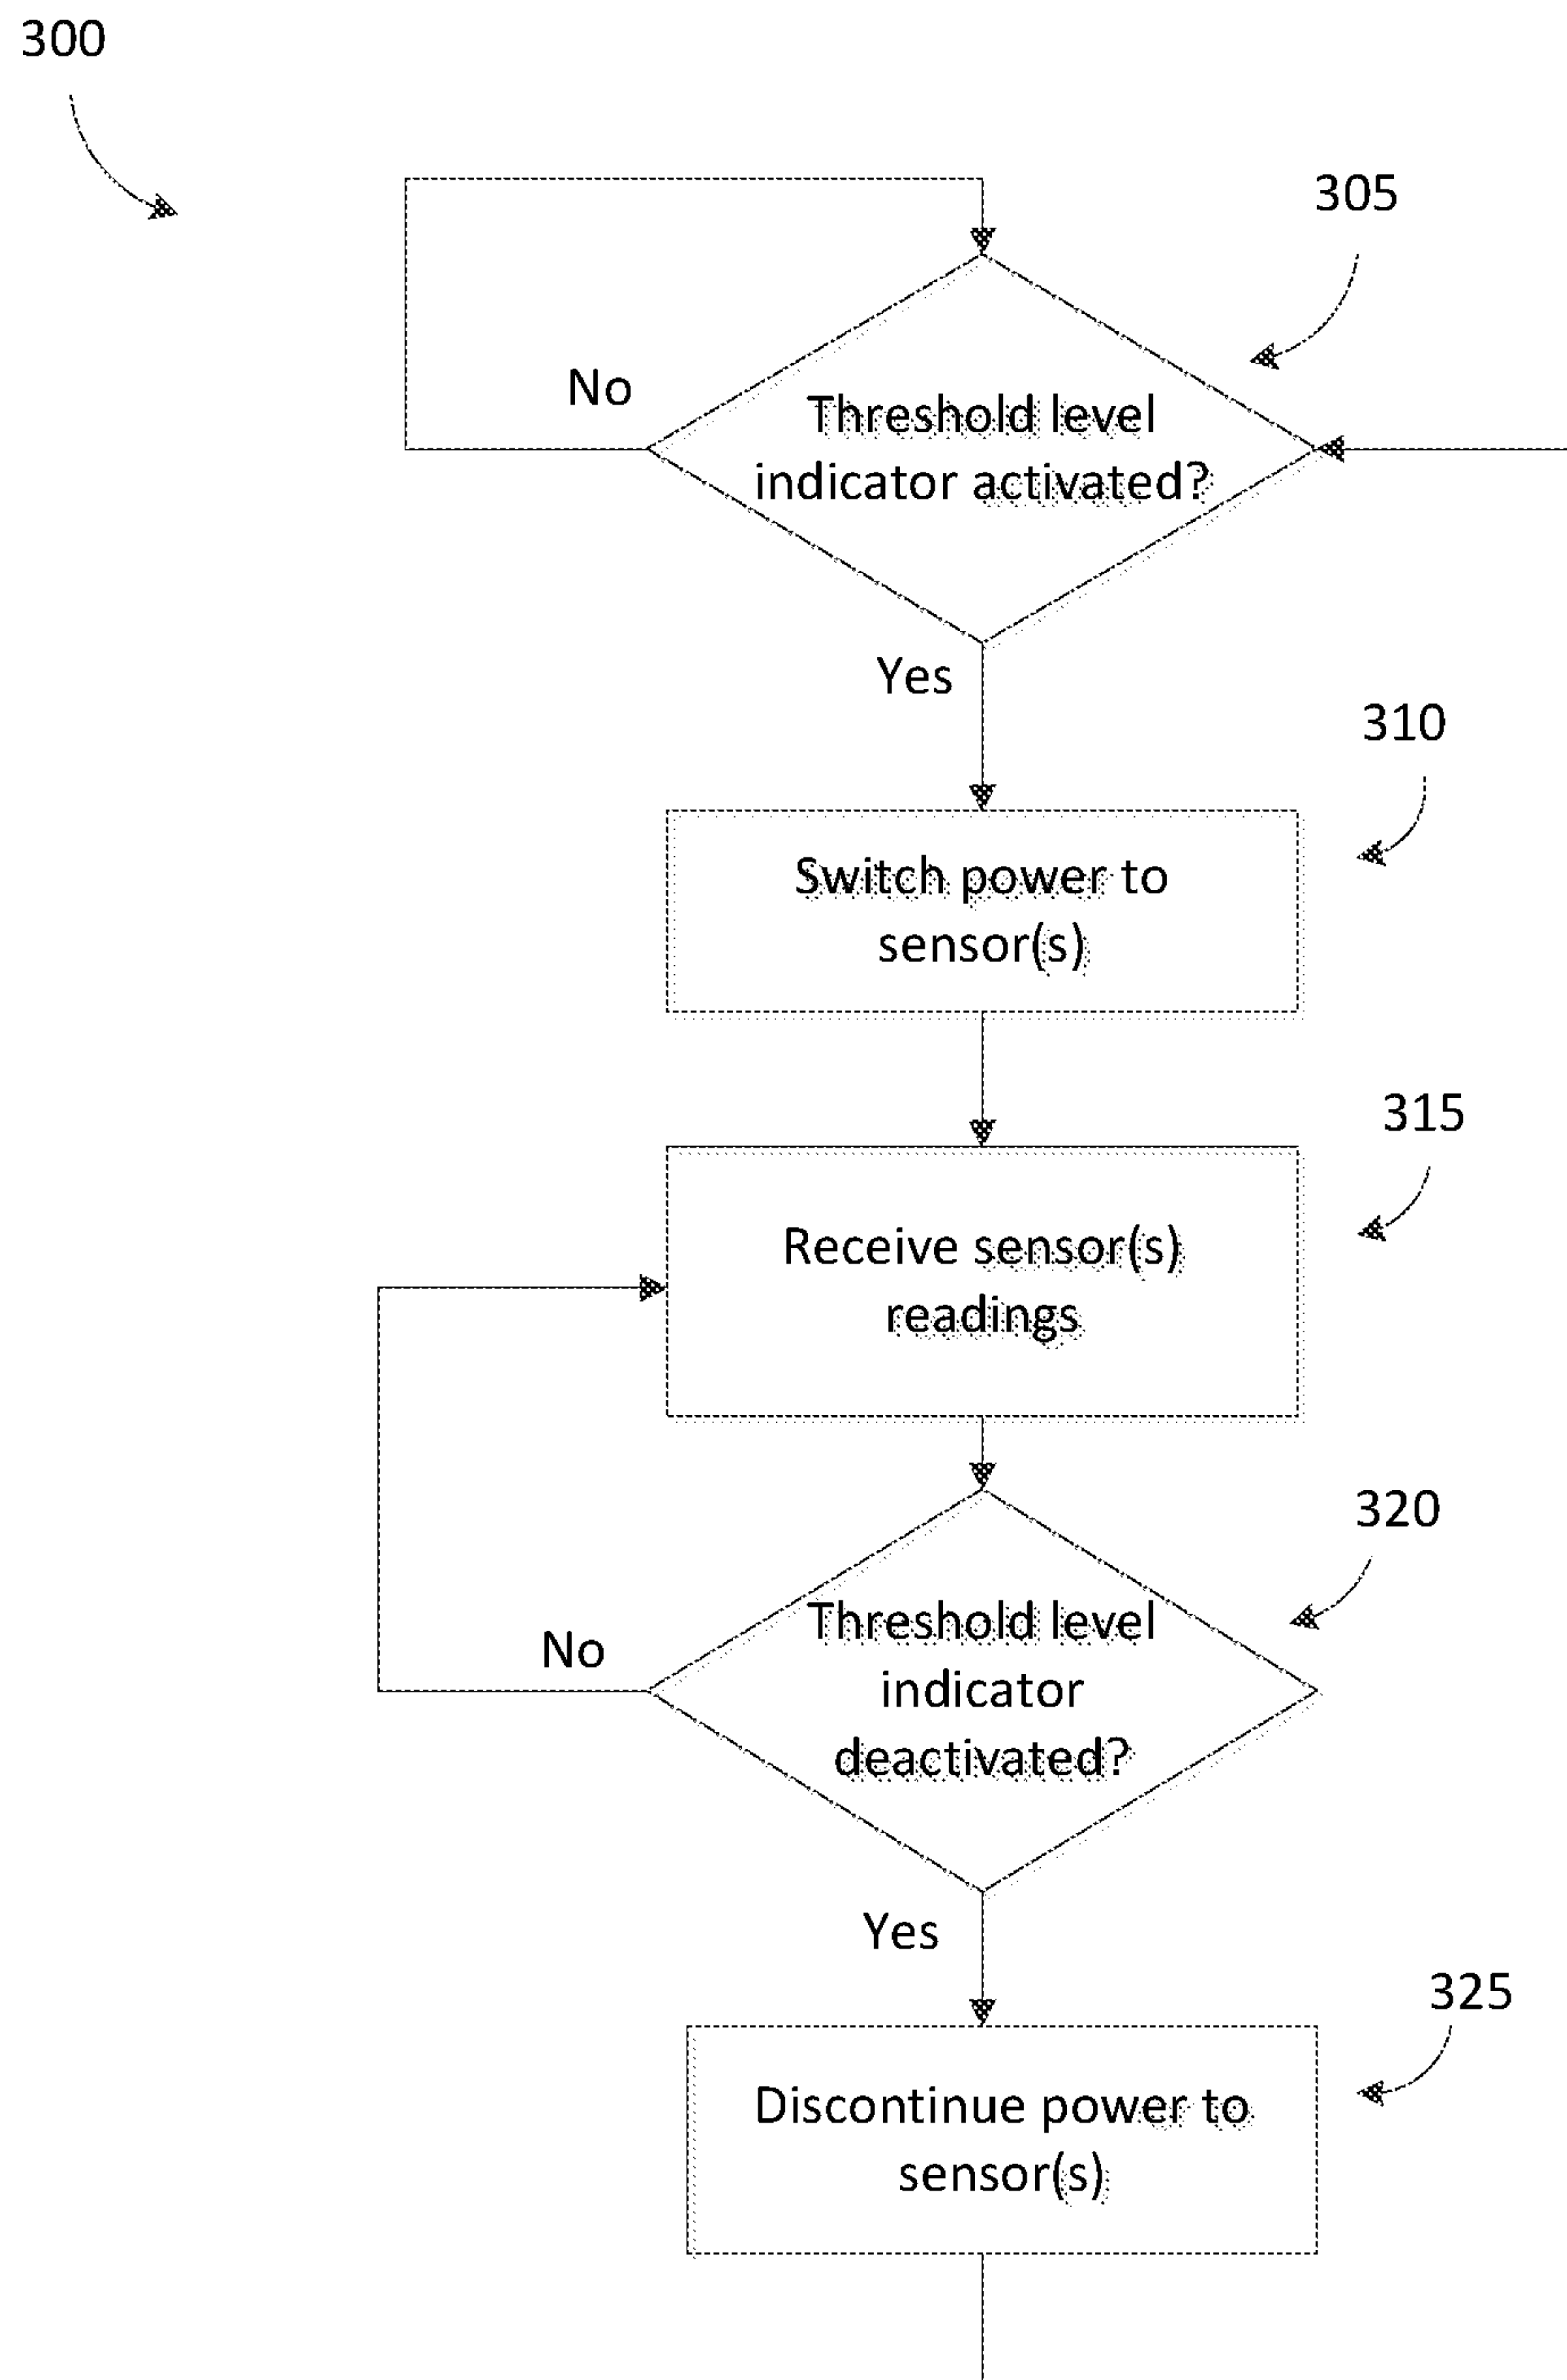 300
305
No
Threshold level
indicator activated?
Yes
310
Switch power to
sensor(s)
315
Receive sensor(s)
readings
320
No
Threshold level
indicator
deactivated?
Yes
325
Discontinue power to
sensor(s)